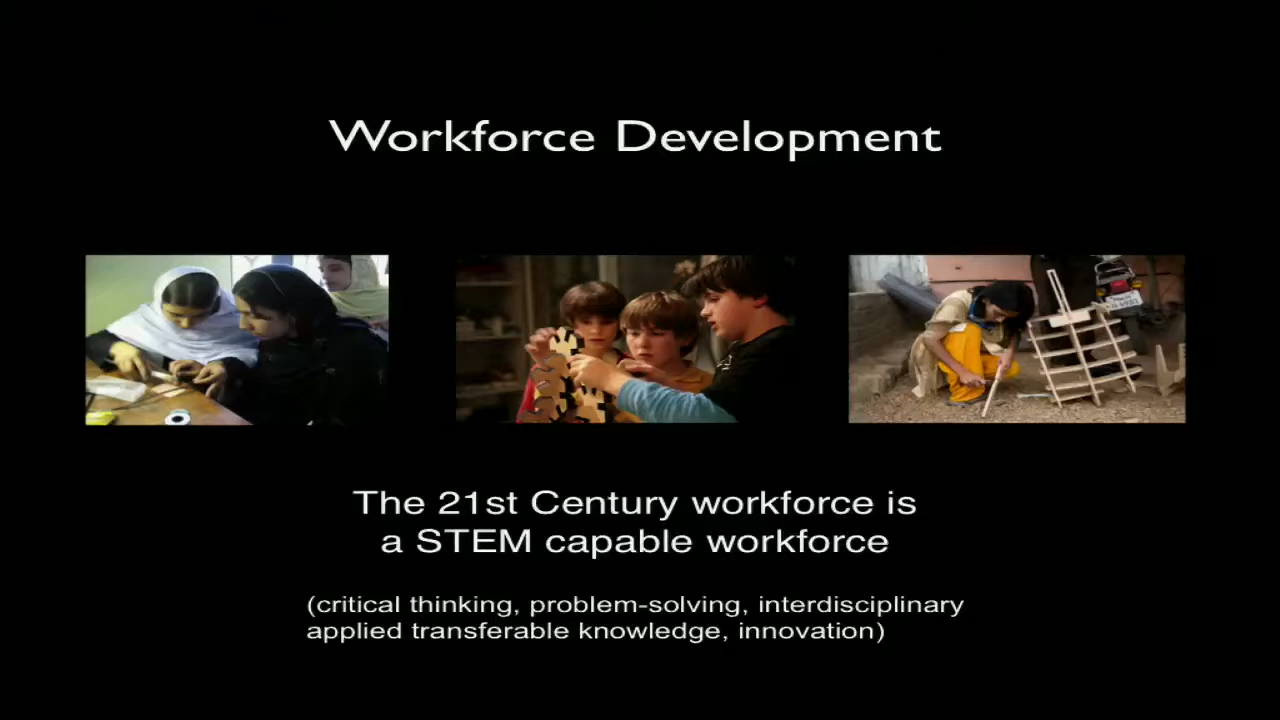 Workforce Development
The 21st Century workforce is
a STEM capable workforce
(critical thinking, problem-solving, interdisciplinary
applied transferable knowledge, innovation)